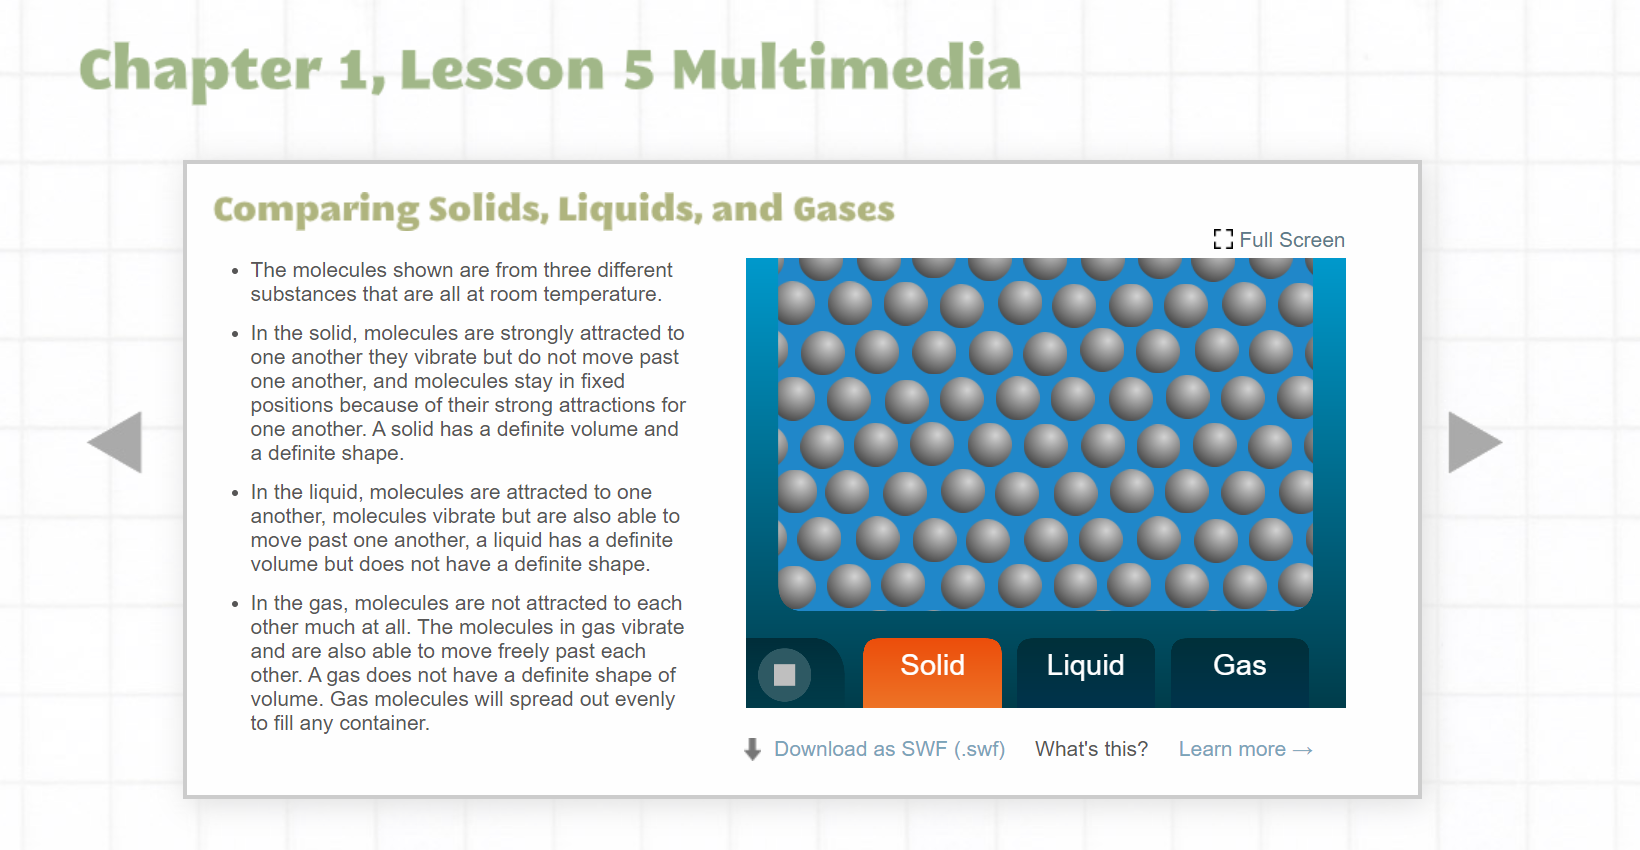 Chapter 1, Lesson 5 Multimedia
Comparing Solids, Liquids, and Gases
Full Screen
• The molecules shown are from three different
substances that are all at room temperature.
• In the solid, molecules are strongly attracted to
one another they vibrate but do not move past
one another, and molecules stay in fixed
positions because of their strong attractions for
one another. A solid has a definite volume and
a definite shape.
• In the liquid, molecules are attracted to one
another, molecules vibrate but are also able to
move past one another, a liquid has a definite
volume but does not have a definite shape.
• In the gas, molecules are not attracted to each
other much at all. The molecules in gas vibrate
and are also able to move freely past each
other. A gas does not have a definite shape of
volume. Gas molecules will spread out evenly
to fill any container.
Solid Liquid Gas
Download as SWF (.swf) What's this? Learn more →